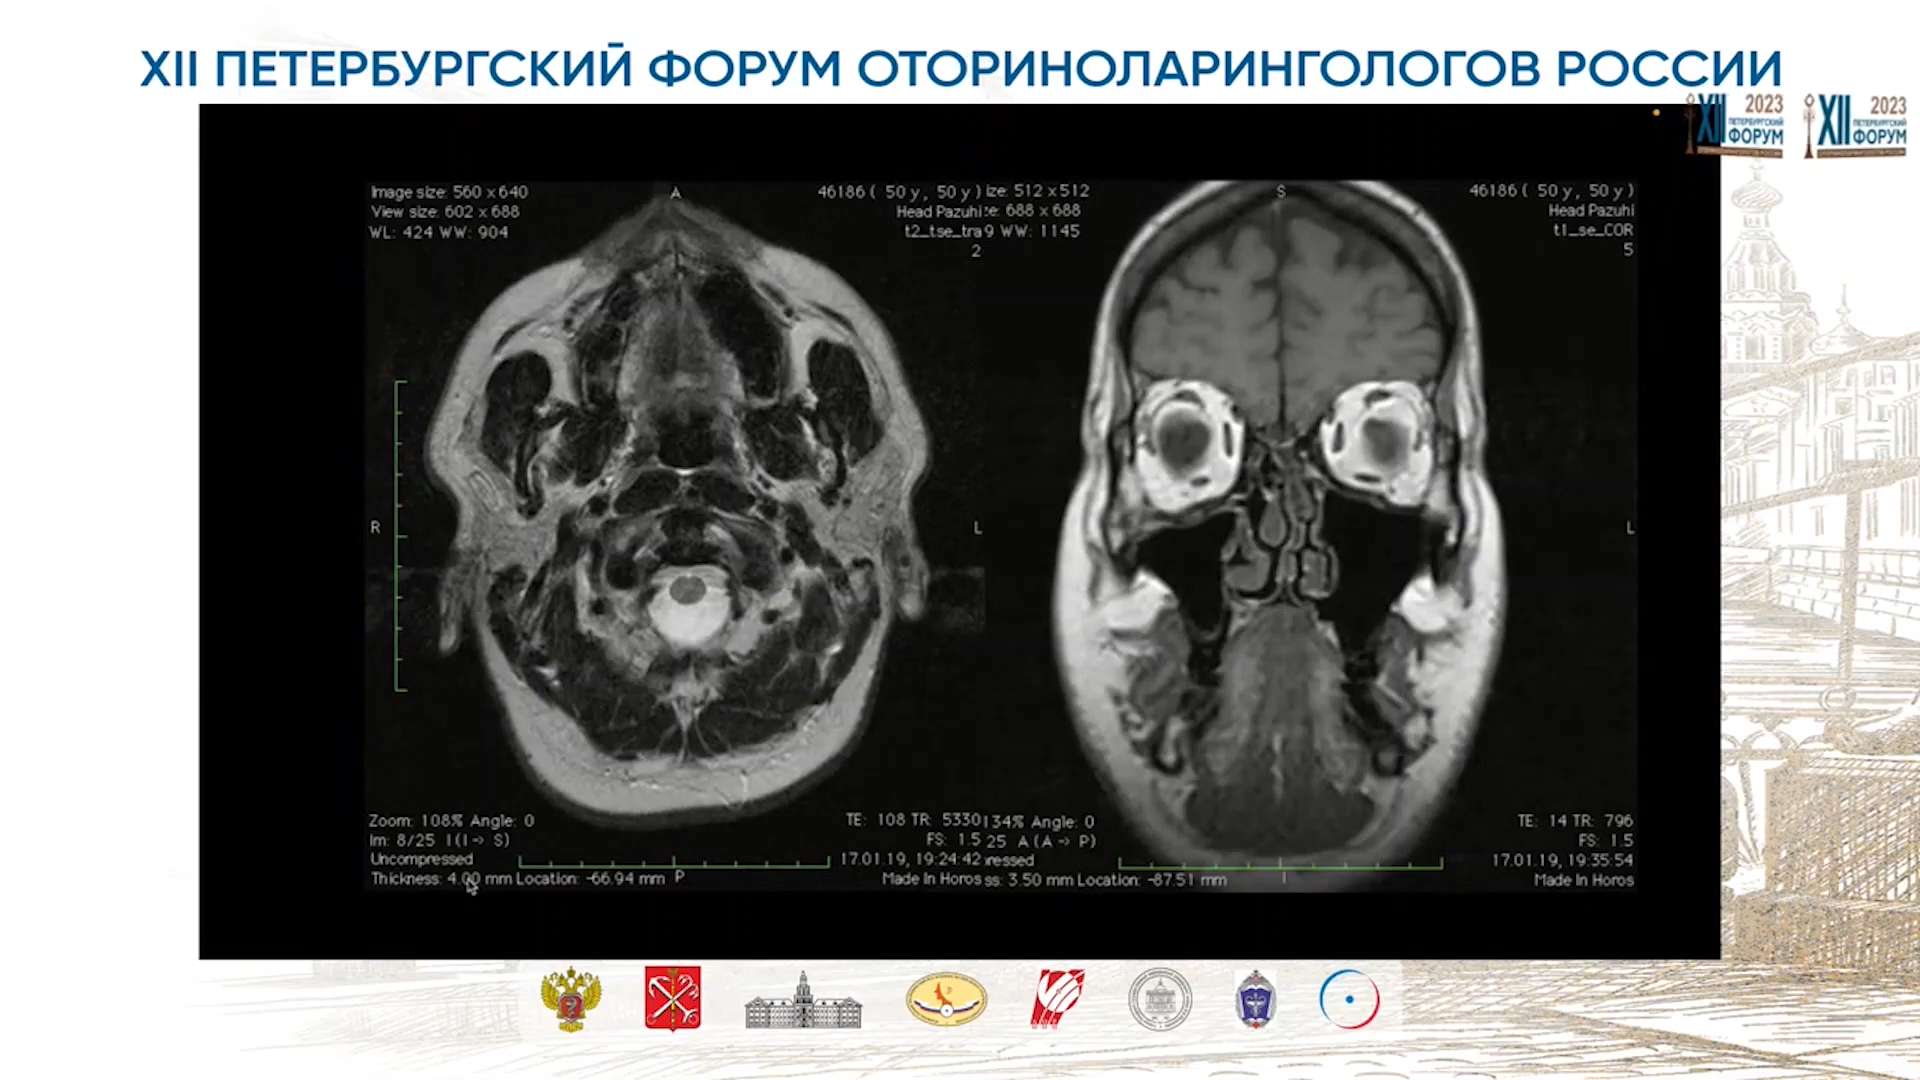 XII ПЕТЕРБУРГСКИЙ ФОРУМ ОТОРИНОЛАРИНГОЛОГОВ РОССИИ
XII 2023
ПЕТЕРБУРГСКИЙ
ФОРУМ
XII 2023
ПЕТЕРБУРГСКИЙ
ФОРУМ
Image size: 560 x 640
View size: 602 x 688
WL: 424 WW: 904
A
46186 ( 50 y, 50 y )
Head Pazuhi
t2_tse_tra
2
R
L
Zoom: 108% Angle: 0
Im: 8/25 I (I -> S)
Uncompressed
Thickness: 4.00 mm Location: -66.94 mm
P
TE: 108 TR: 5330
FS: 1.5
17.01.19, 19:24:42
Made In Horos
ize: 512 x 512
e: 688 x 688
9 WW: 1145
S
46186 ( 50 y, 50 y )
Head Pazuhi
t1_se_COR
5
L
134% Angle: 0
25 A (A -> P)
ressed
ss: 3.50 mm Location: -87.51 mm
I
TE: 14 TR: 796
FS: 1.5
17.01.19, 19:35:54
Made In Horos